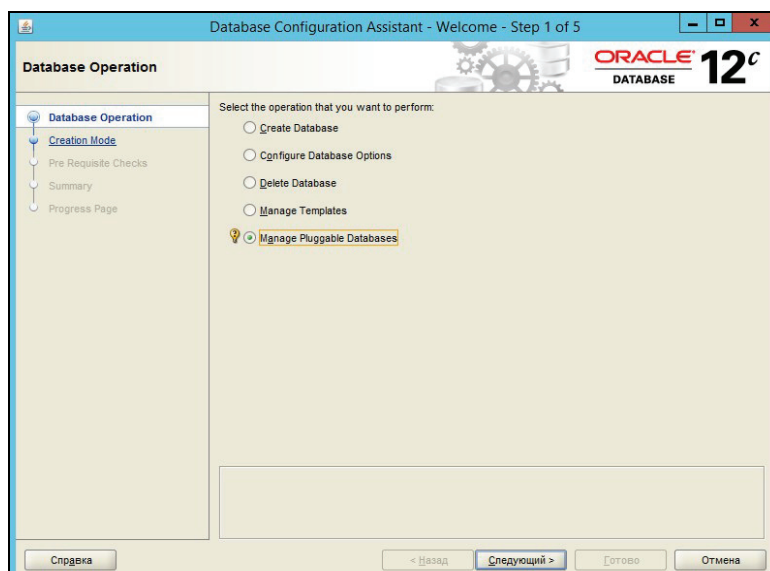 Database Configuration Assistant - Welcome - Step 1 of 5
Database Operation
ORACLE DATABASE 12c
Database Operation
Creation Mode
Pre Requisite Checks
Summary
Progress Page
Select the operation that you want to perform:
Create Database
Configure Database Options
Delete Database
Manage Templates
Manage Pluggable Databases
Справка
< Назад
Следующий >
Готово
Отмена